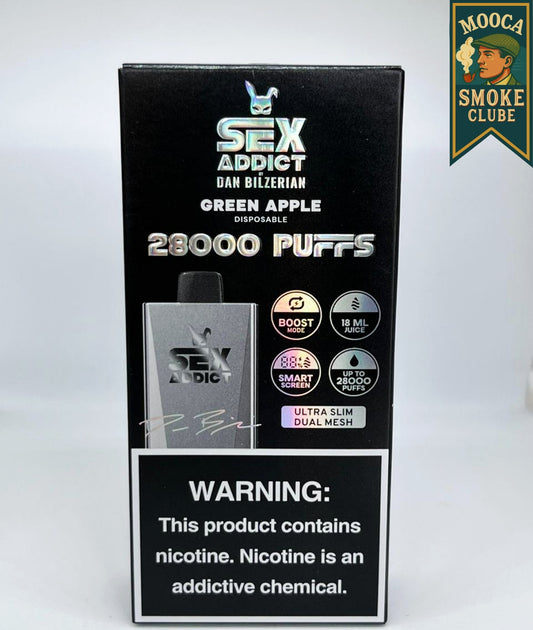 MOOCA
SMOKE
CLUBE
SEX
ADDICT
BY
DAN BILZERIAN
GREEN APPLE
DISPOSABLE
28000 PUFFS
BOOST
MODE
18 ML
JUICE
SMART
SCREEN
UP TO
28000
PUFFS
ULTRA SLIM
DUAL MESH
SEX
ADDICT
WARNING:
This product contains
nicotine. Nicotine is an
addictive chemical.